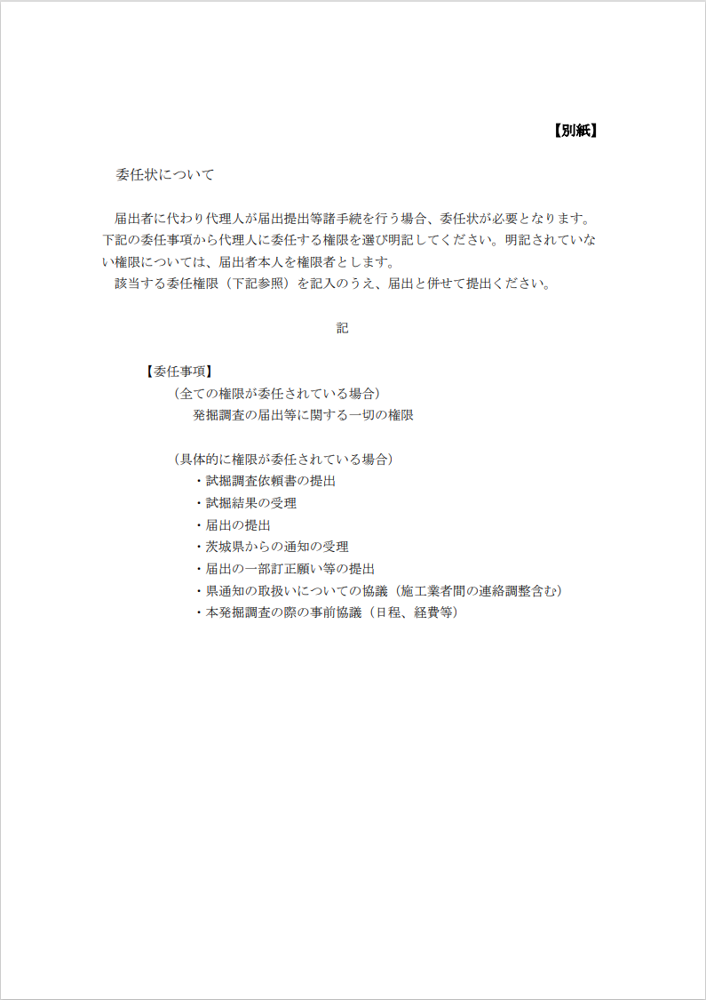 【別紙】
委任状について
届出者に代わり代理人が届出提出等諸手続を行う場合、委任状が必要となります。
下記の委任事項から代理人に委任する権限を選び明記してください。明記されていな
い権限については、届出者本人を権限者とします。
該当する委任権限（下記参照）を記入のうえ、届出と併せて提出ください。
記
【委任事項】
（全ての権限が委任されている場合）
発掘調査の届出等に関する一切の権限
（具体的に権限が委任されている場合）
・試掘調査依頼書の提出
・試掘結果の受理
・届出の提出
・茨城県からの通知の受理
・届出の一部訂正願い等の提出
・県通知の取扱いについての協議（施工業者間の連絡調整含む）
・本発掘調査の際の事前協議（日程、経費等）